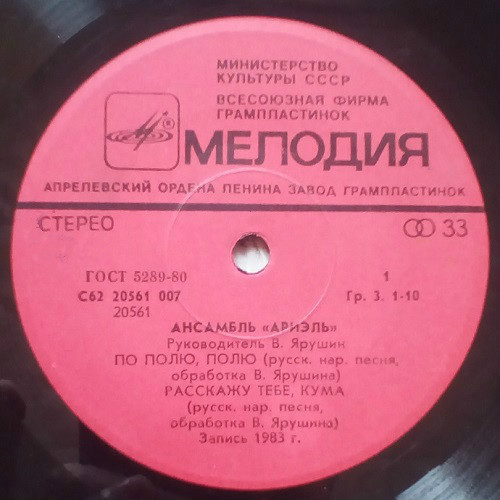 МИНИСТЕРСТВО
КУЛЬТУРЫ СССР
ВСЕСОЮЗНАЯ ФИРМА
ГРАМПЛАСТИНОК
®
МЕЛОДИЯ
АПРЕЛЕВСКИЙ ОРДЕНА ЛЕНИНА ЗАВОД ГРАМПЛАСТИНОК
СТЕРЕО 33
ГОСТ 5289-80 1
С62 20561 007 Гр. 3. 1-10
20561
АНСАМБЛЬ «АРИЭЛЬ»
Руководитель В. Ярушин
ПО ПОЛЮ, ПОЛЮ (русск. нар. песня,
обработка В. Ярушина)
РАССКАЖУ ТЕБЕ, КУМА
(русск. нар. песня,
обработка В. Ярушина)
Запись 1983 г.